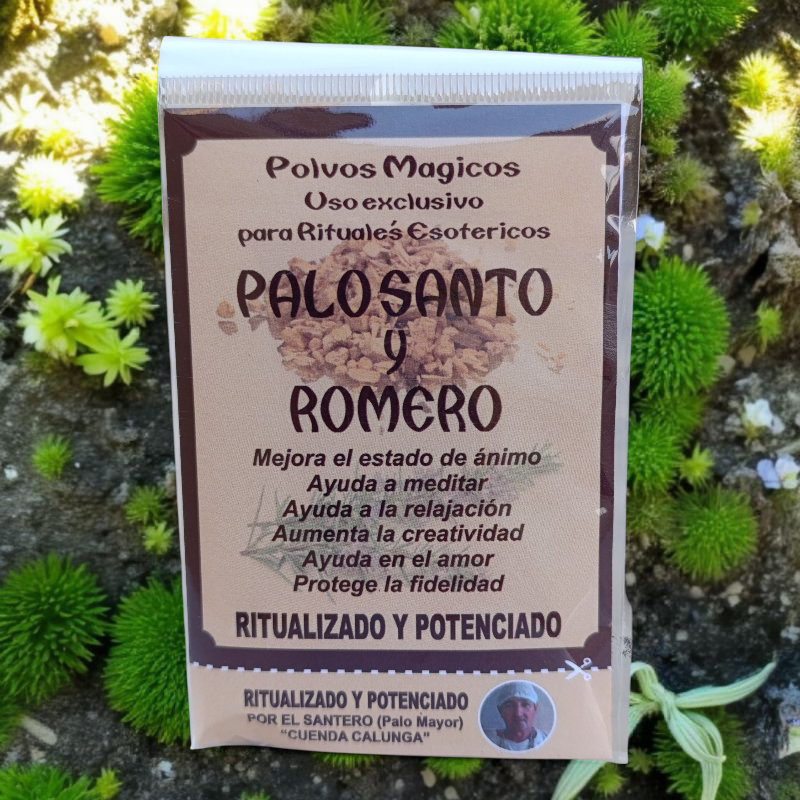 Polvos Magicos
Uso exclusivo
para Rituales Esotericos
PALO SANTO
Y
ROMERO
Mejora el estado de ánimo
Ayuda a meditar
Ayuda a la relajación
Aumenta la creatividad
Ayuda en el amor
Protege la fidelidad
RITUALIZADO Y POTENCIADO
RITUALIZADO Y POTENCIADO
POR EL SANTERO (Palo Mayor)
"CUENDA CALUNGA"